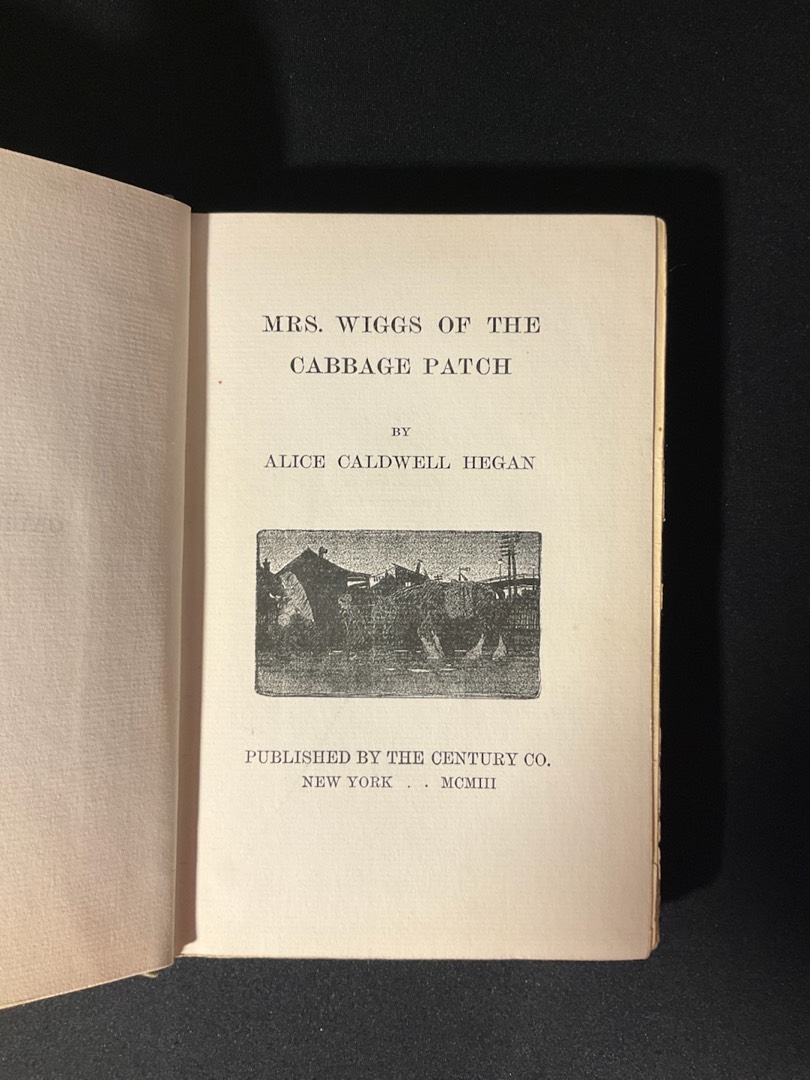 MRS. WIGGS OF THE
CABBAGE PATCH
BY
ALICE CALDWELL HEGAN
PUBLISHED BY THE CENTURY CO.
NEW YORK . . MCMIII